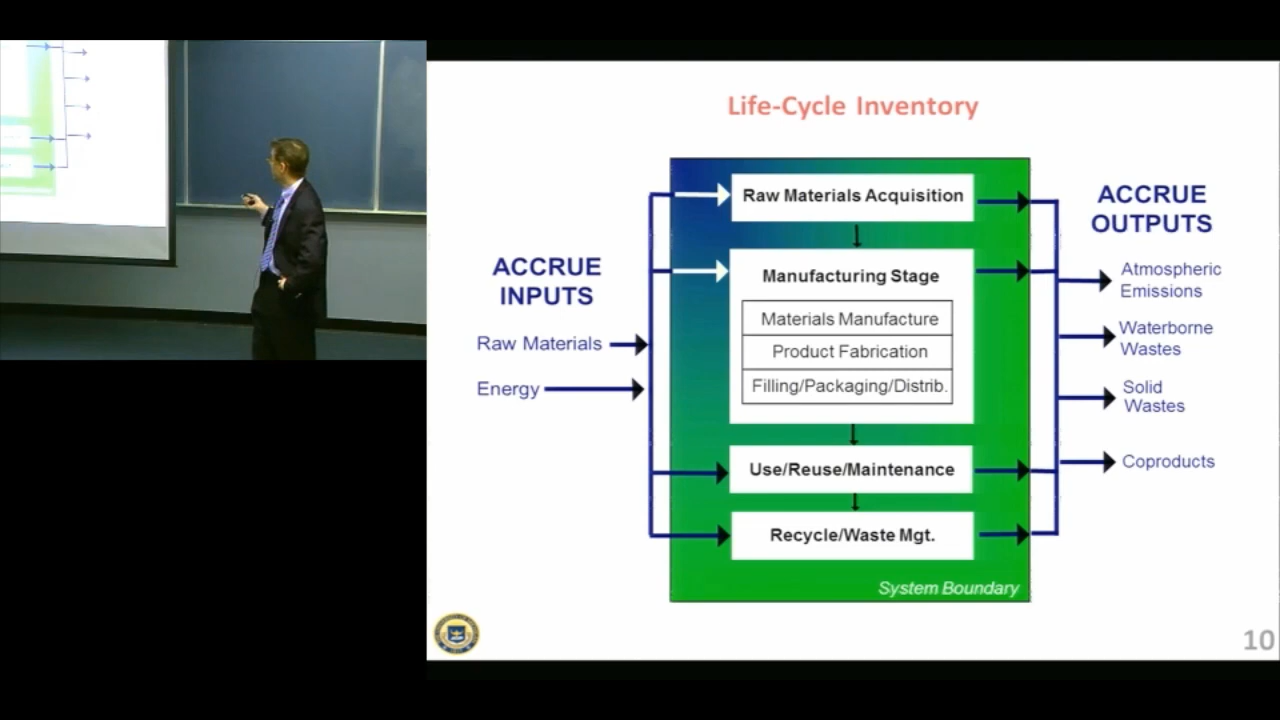 Life-Cycle Inventory
ACCRUE
INPUTS
Raw Materials
Energy
Raw Materials Acquisition
Manufacturing Stage
Materials Manufacture
Product Fabrication
Filling/Packaging/Distrib.
Use/Reuse/Maintenance
Recycle/Waste Mgt.
System Boundary
ACCRUE
OUTPUTS
Atmospheric
Emissions
Waterborne
Wastes
Solid
Wastes
Coproducts
10